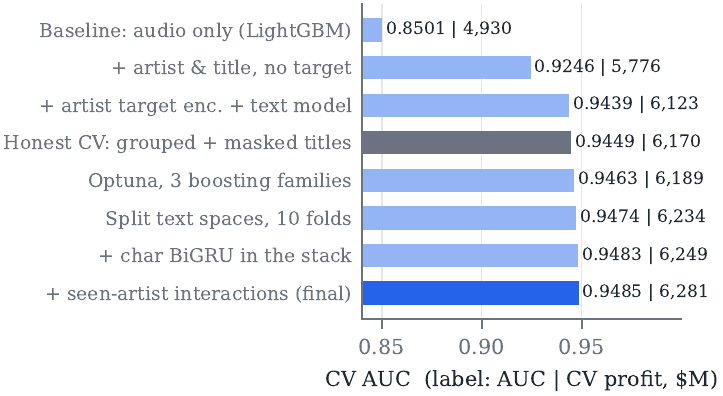 Baseline: audio only (LightGBM) 0.8501 | 4,930
+ artist & title, no target 0.9246 | 5,776
+ artist target enc. + text model 0.9439 | 6,123
Honest CV: grouped + masked titles 0.9449 | 6,170
Optuna, 3 boosting families 0.9463 | 6,189
Split text spaces, 10 folds 0.9474 | 6,234
+ char BiGRU in the stack 0.9483 | 6,249
+ seen-artist interactions (final) 0.9485 | 6,281
0.85 0.90 0.95
CV AUC (label: AUC | CV profit, $M)